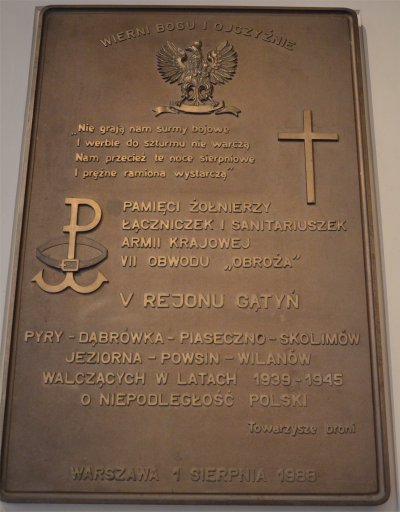 WIERNI BOGU I OJCZYŹNIE
„Nie grają nam surmy bojowe
I werble do szturmu nie warczą
Nam przecież te noce sierpniowe
I prężne ramiona wystarczą"
PAMIĘCI ŻOŁNIERZY
ŁĄCZNICZEK I SANITARIUSZEK
ARMII KRAJOWEJ
VII OBWODU „OBROŻA"
V REJONU GĄTYŃ
PYRY - DĄBRÓWKA - PIASECZNO - SKOLIMÓW
JEZIORNA - POWSIN - WILANÓW
WALCZĄCYCH W LATACH 1939 - 1945
O NIEPODLEGŁOŚĆ POLSKI
Towarzysze broni
WARSZAWA 1 SIERPNIA 1988